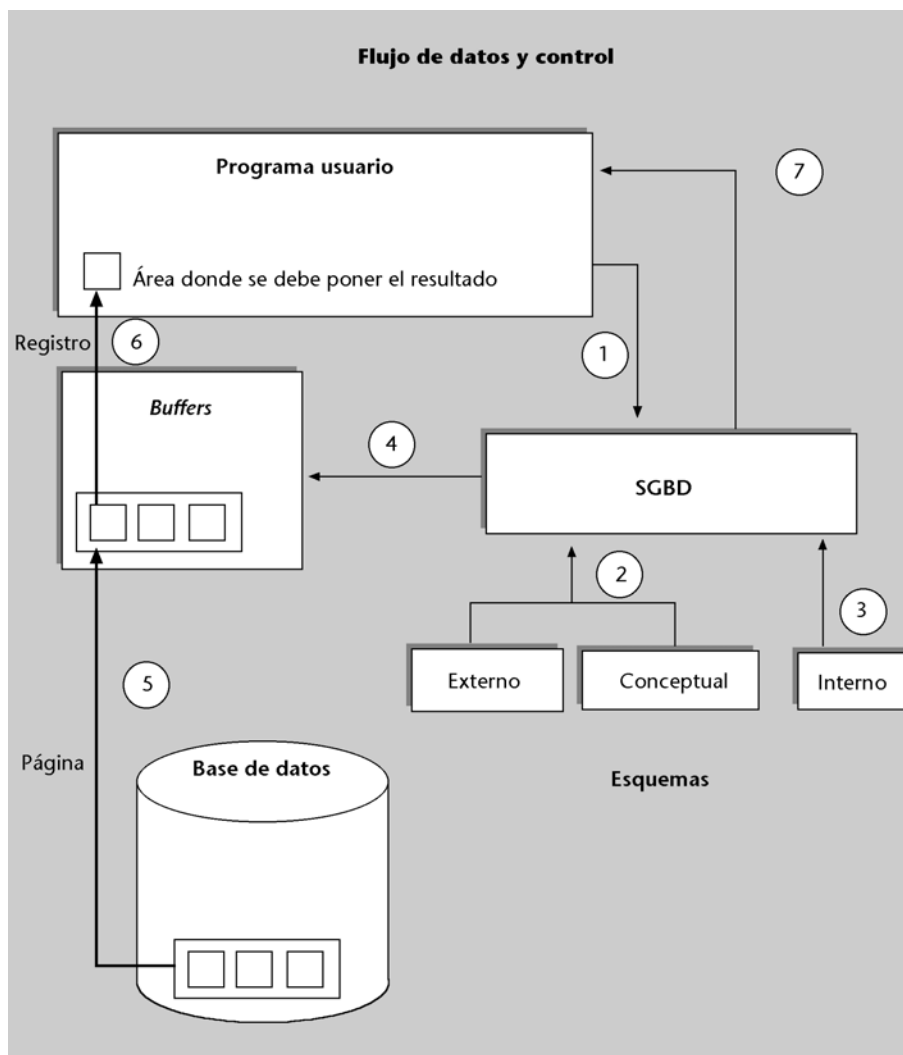 Flujo de datos y control
Programa usuario
7
Área donde se debe poner el resultado
Registro
6
1
Buffers
4
SGBD
2
3
Externo
Conceptual
Interno
5
Página
Base de datos
Esquemas